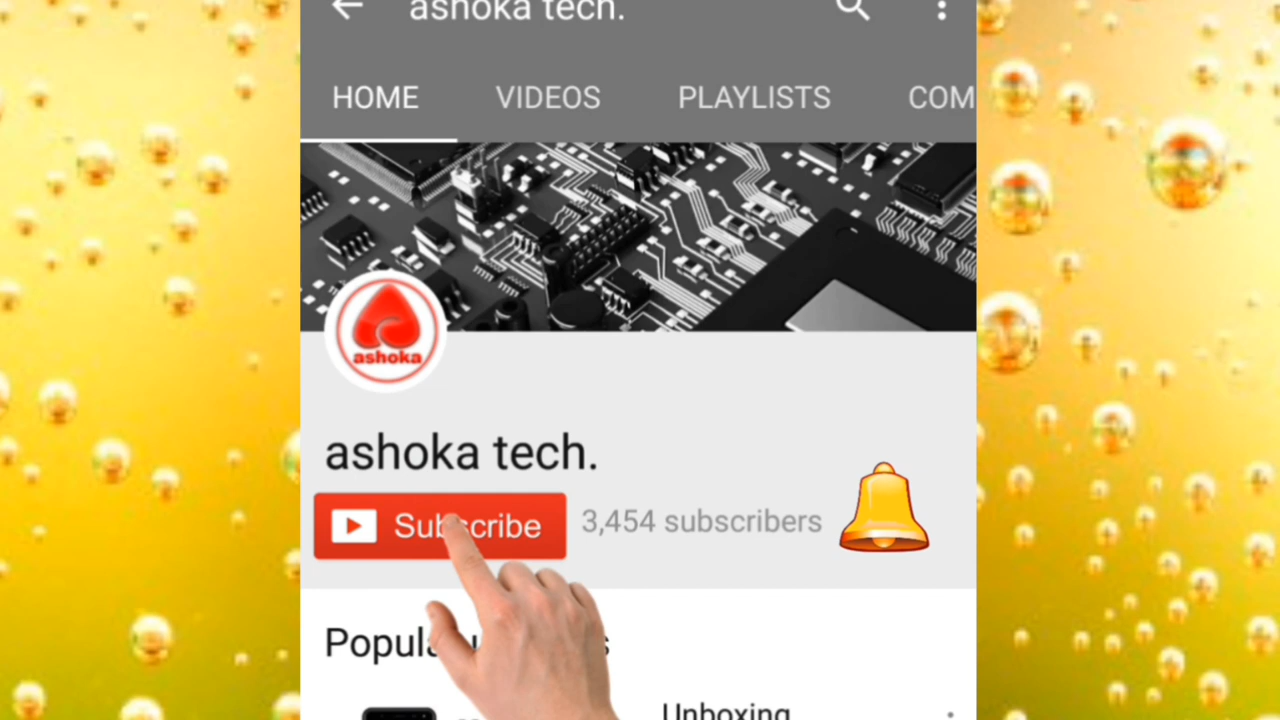 ashoka tech.
HOME VIDEOS PLAYLISTS COM
ashoka
ashoka tech.
Subscribe 3,454 subscribers
Unboxing